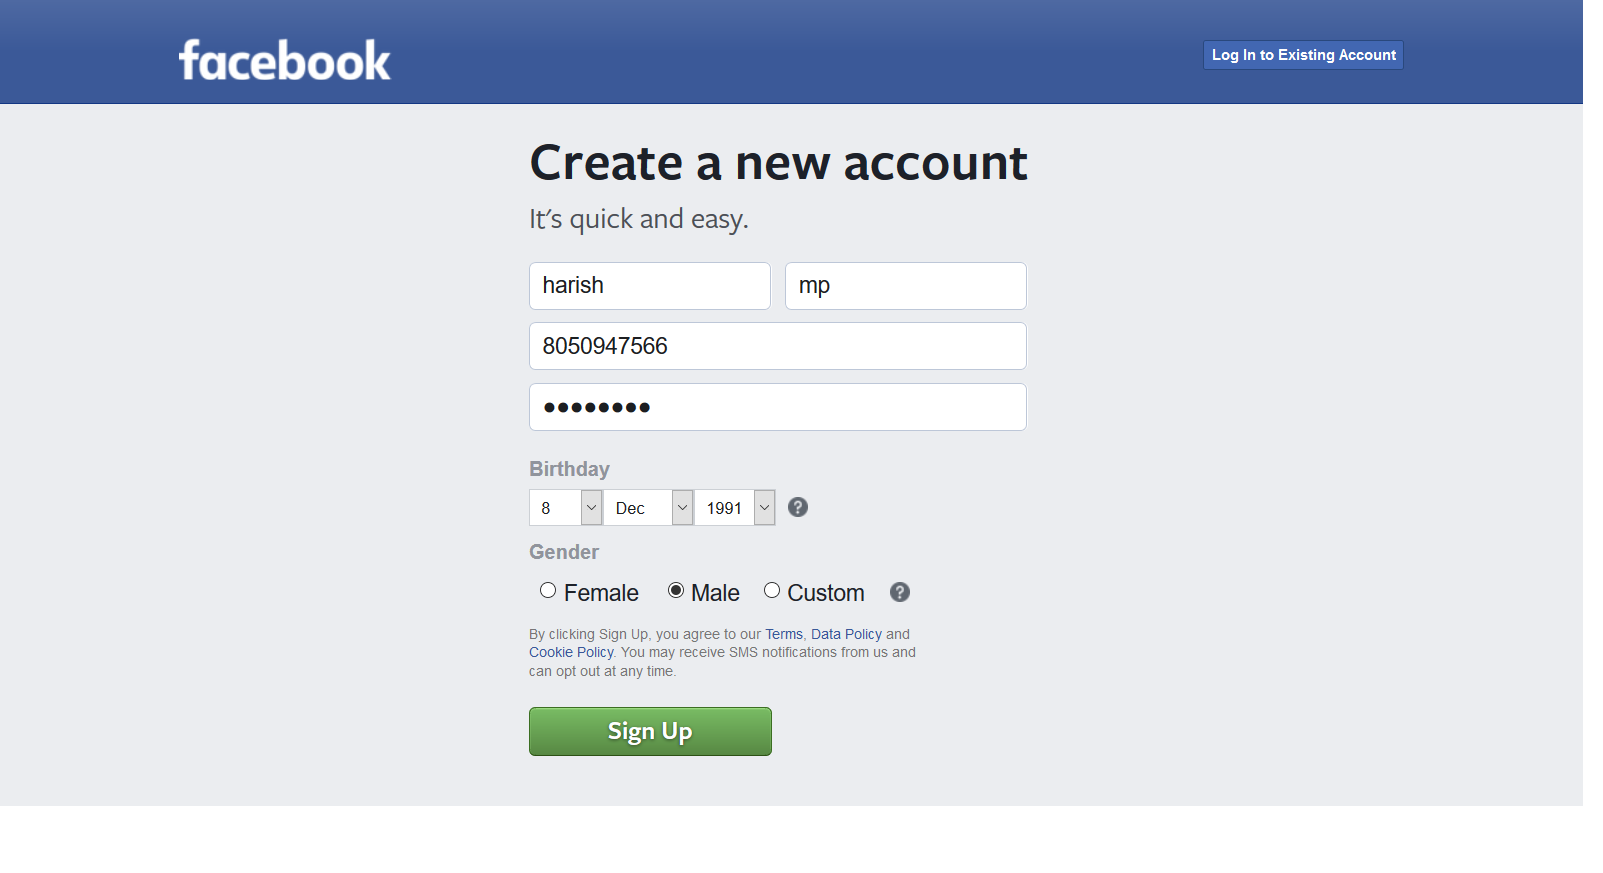 facebook
Log In to Existing Account
Create a new account
It's quick and easy.
harish mp
8050947566
Birthday
8 Dec 1991
Gender
Female Male Custom
By clicking Sign Up, you agree to our Terms, Data Policy and
Cookie Policy. You may receive SMS notifications from us and
can opt out at any time.
Sign Up